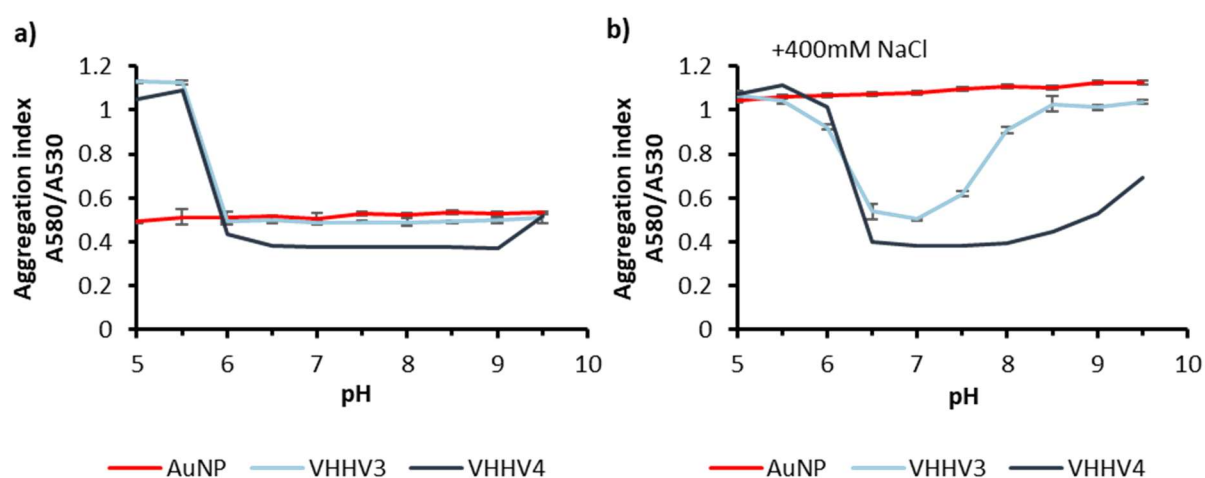 a)
Aggregation index
A580/A530
1.2
1
0.8
0.6
0.4
0.2
0
5 6 7 8 9 10
pH
AuNP VHHV3 VHHV4
b)
+400mM NaCl
Aggregation index
A580/A530
1.2
1
0.8
0.6
0.4
0.2
0
5 6 7 8 9 10
pH
AuNP VHHV3 VHHV4